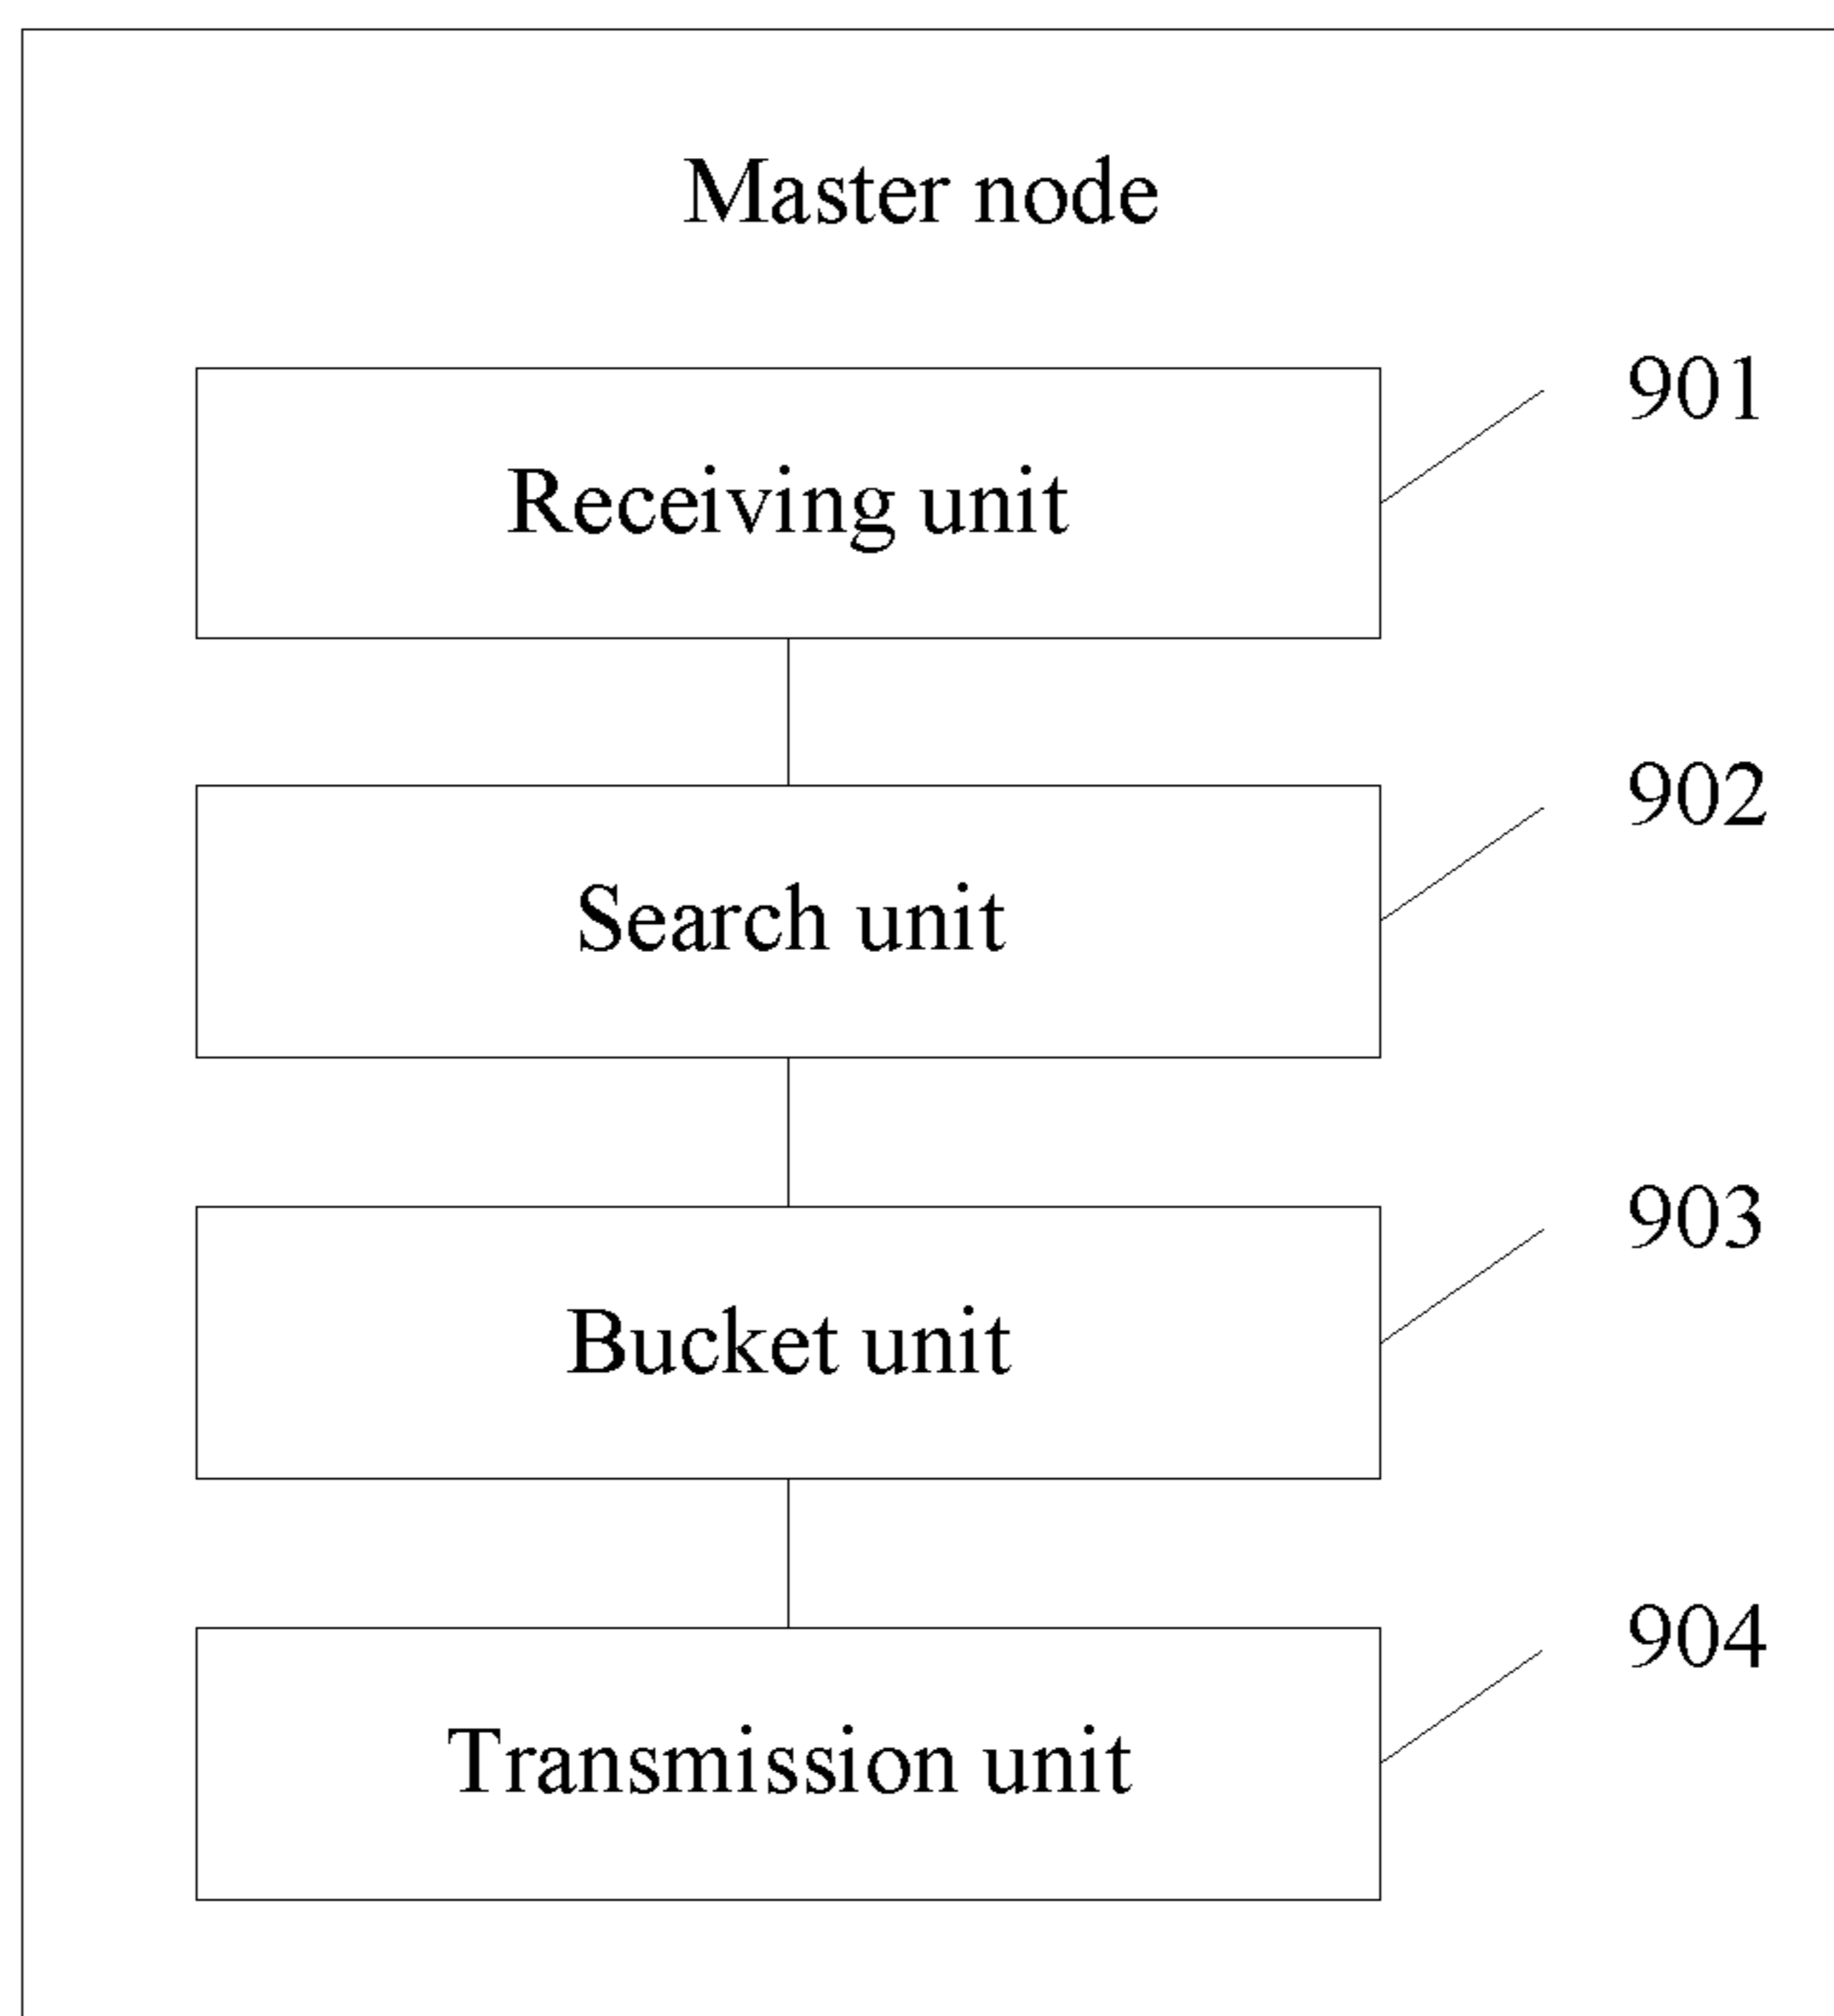 Master node
901
Receiving unit
902
Search unit
903
Bucket unit
904
Transmission unit